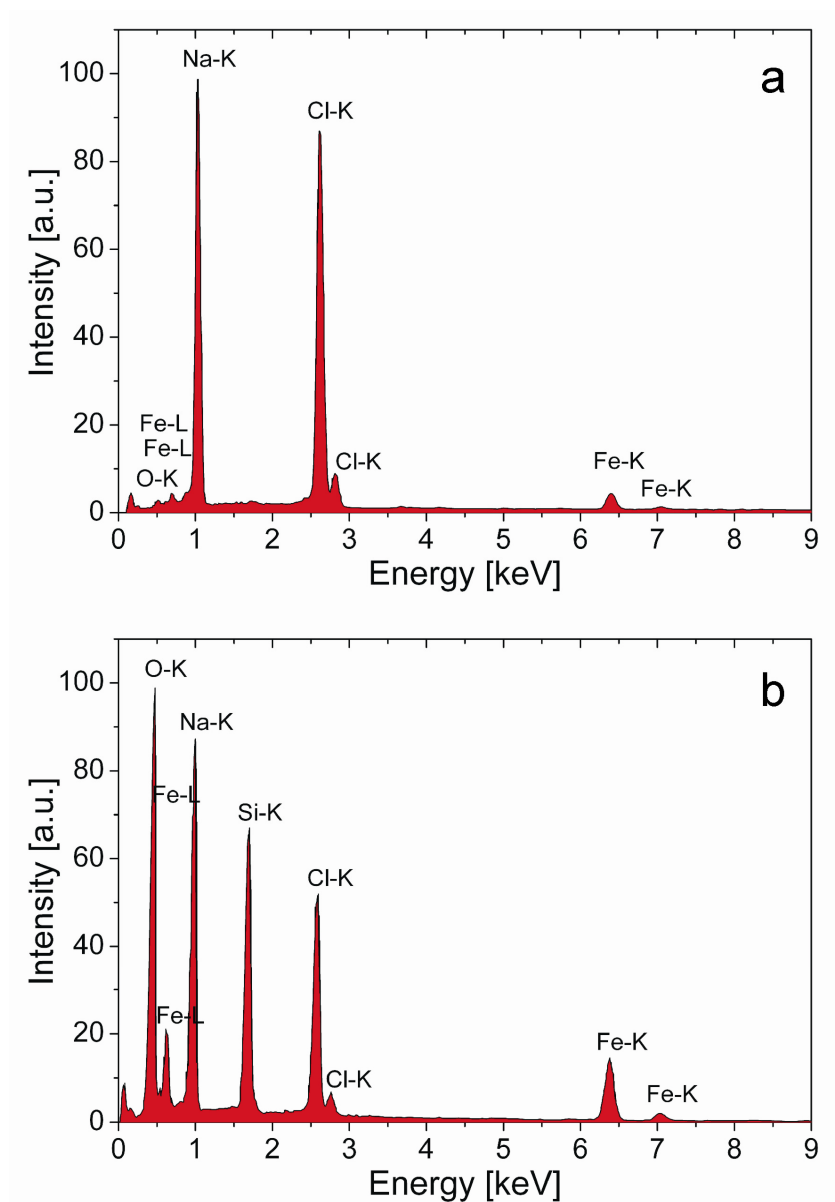 a
Na-K
Cl-K
Fe-L
Fe-L
O-K
Cl-K
Fe-K
Fe-K
Intensity [a.u.]
100
80
60
40
20
0
0 1 2 3 4 5 6 7 8 9
Energy [keV]
b
O-K
Na-K
Fe-L
Si-K
Cl-K
Fe-L
Cl-K
Fe-K
Fe-K
Intensity [a.u.]
100
80
60
40
20
0
0 1 2 3 4 5 6 7 8 9
Energy [keV]